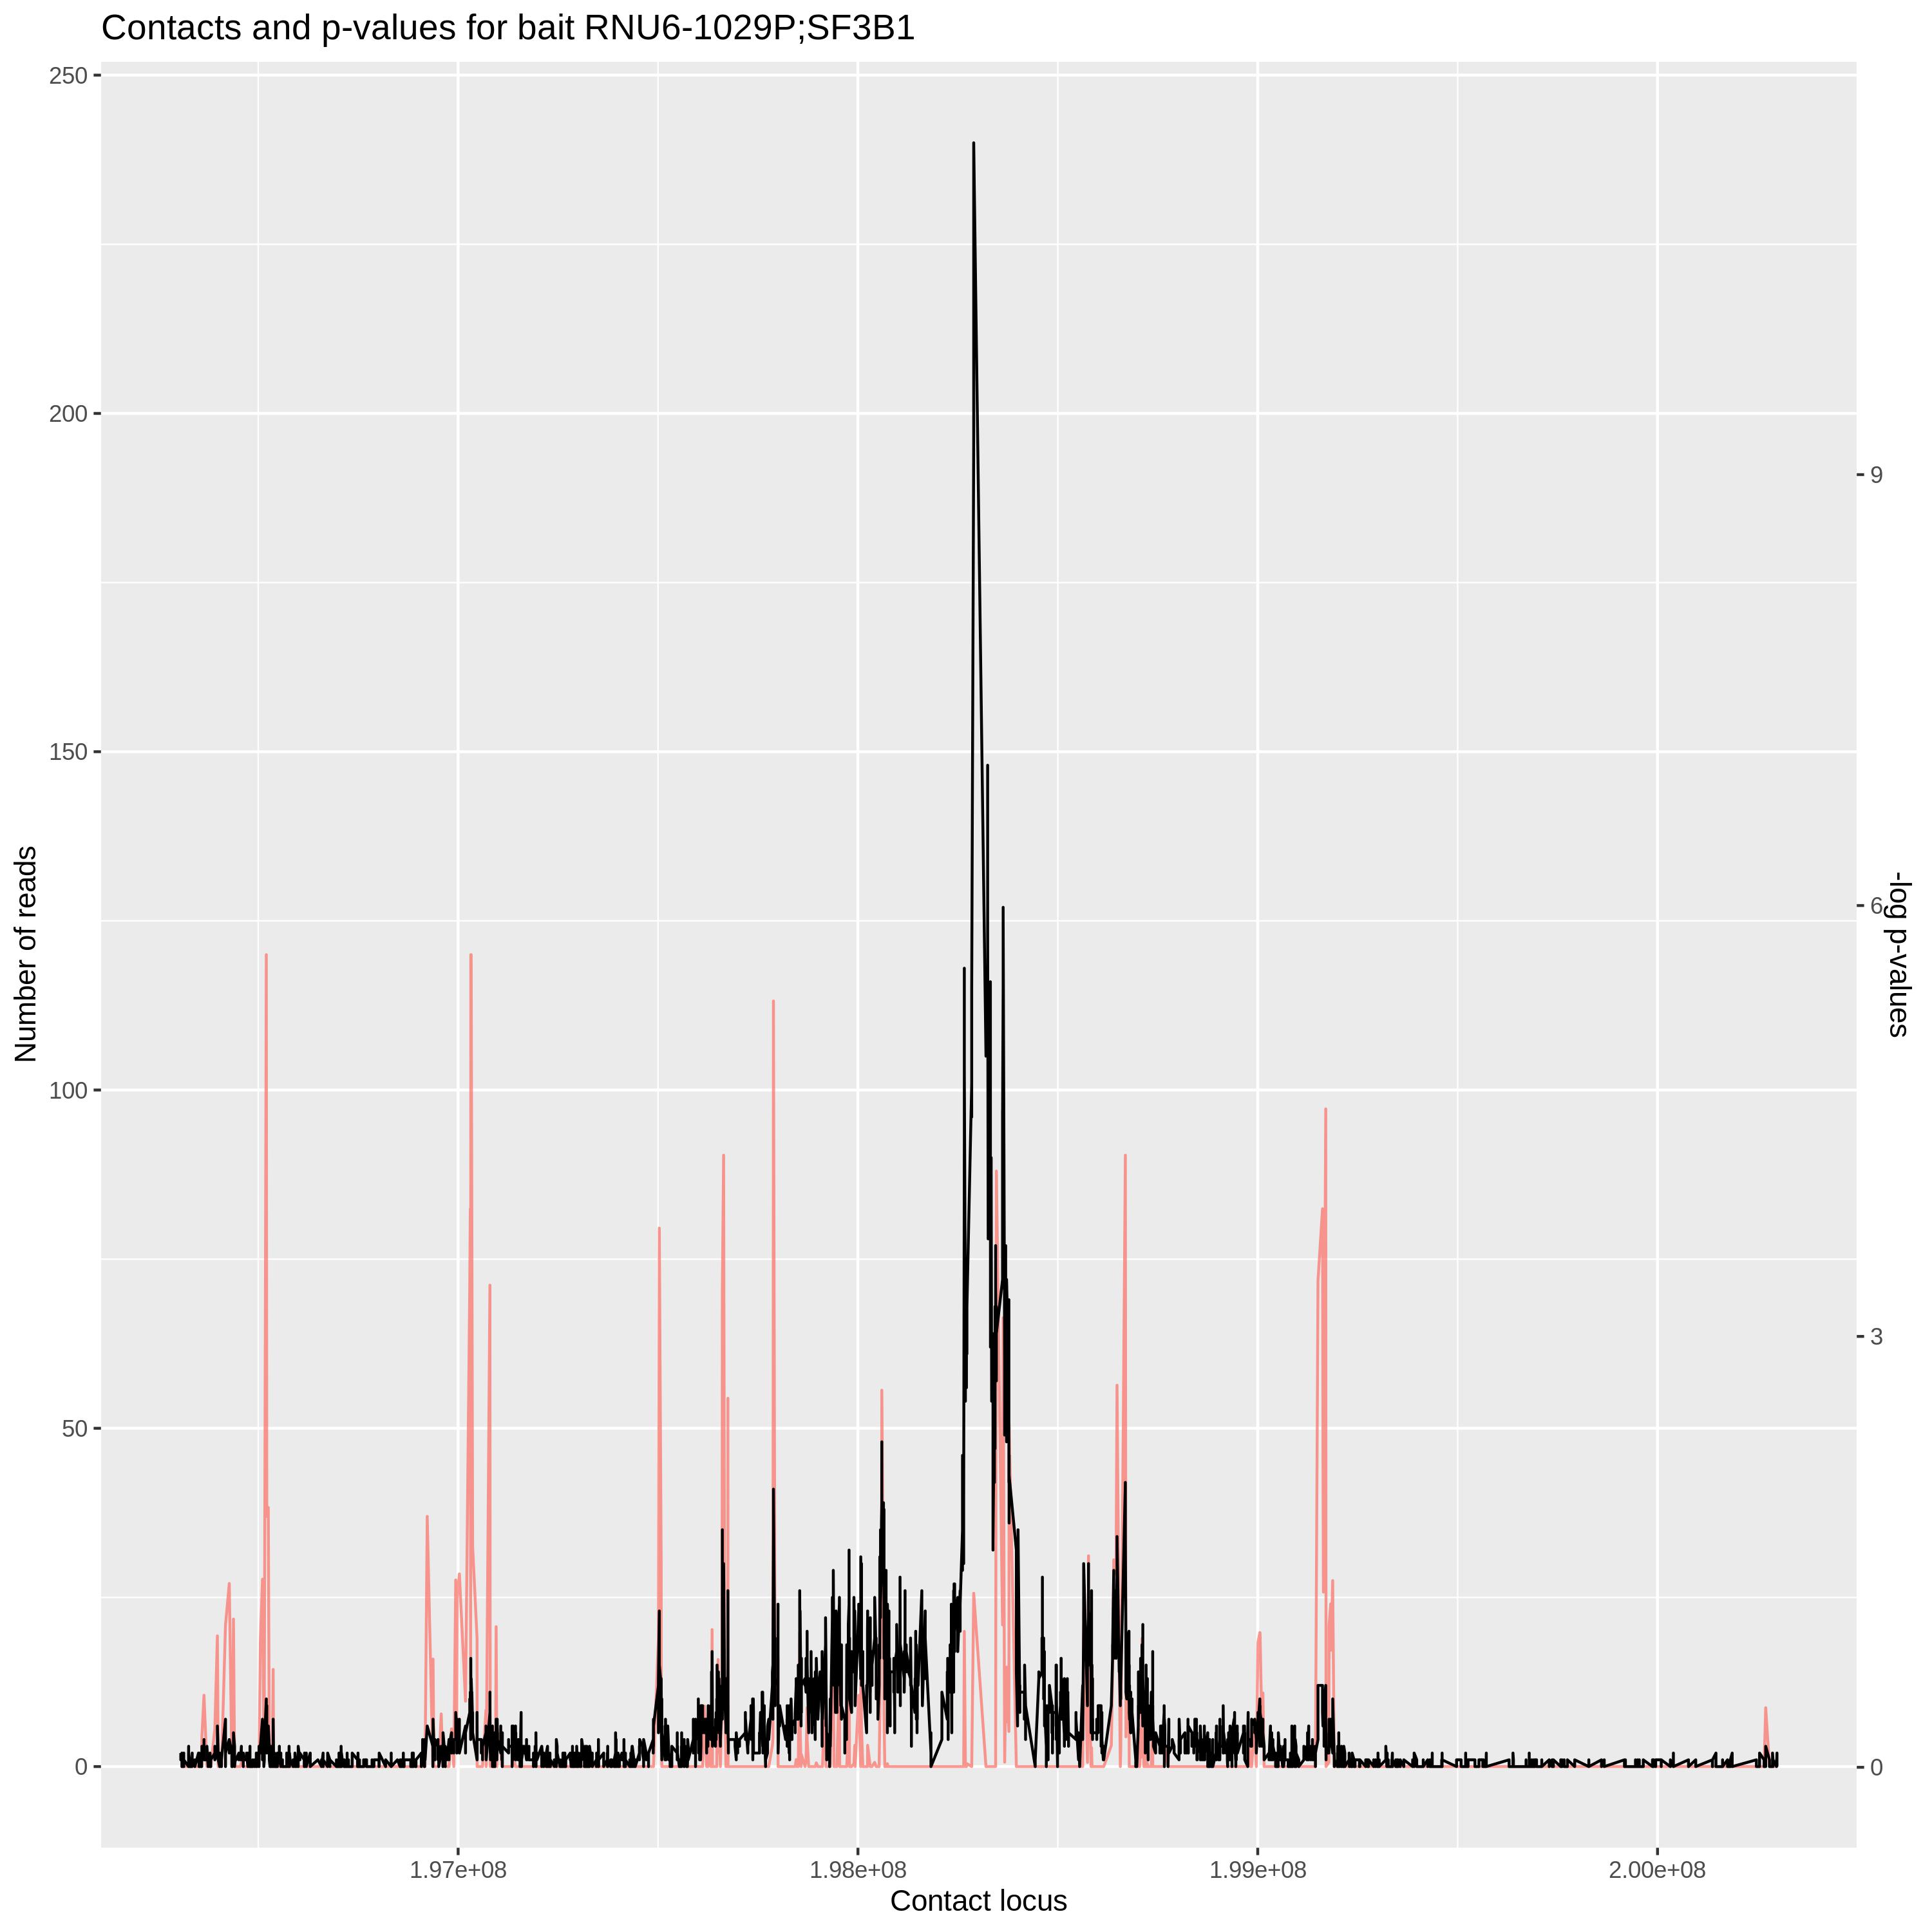 Contacts and p-values for bait RNU6-1029P;SF3B1
250
200
150
100
50
0
Number of reads
9
6
3
0
-log p-values
1.97e+08
1.98e+08
1.99e+08
2.00e+08
Contact locus